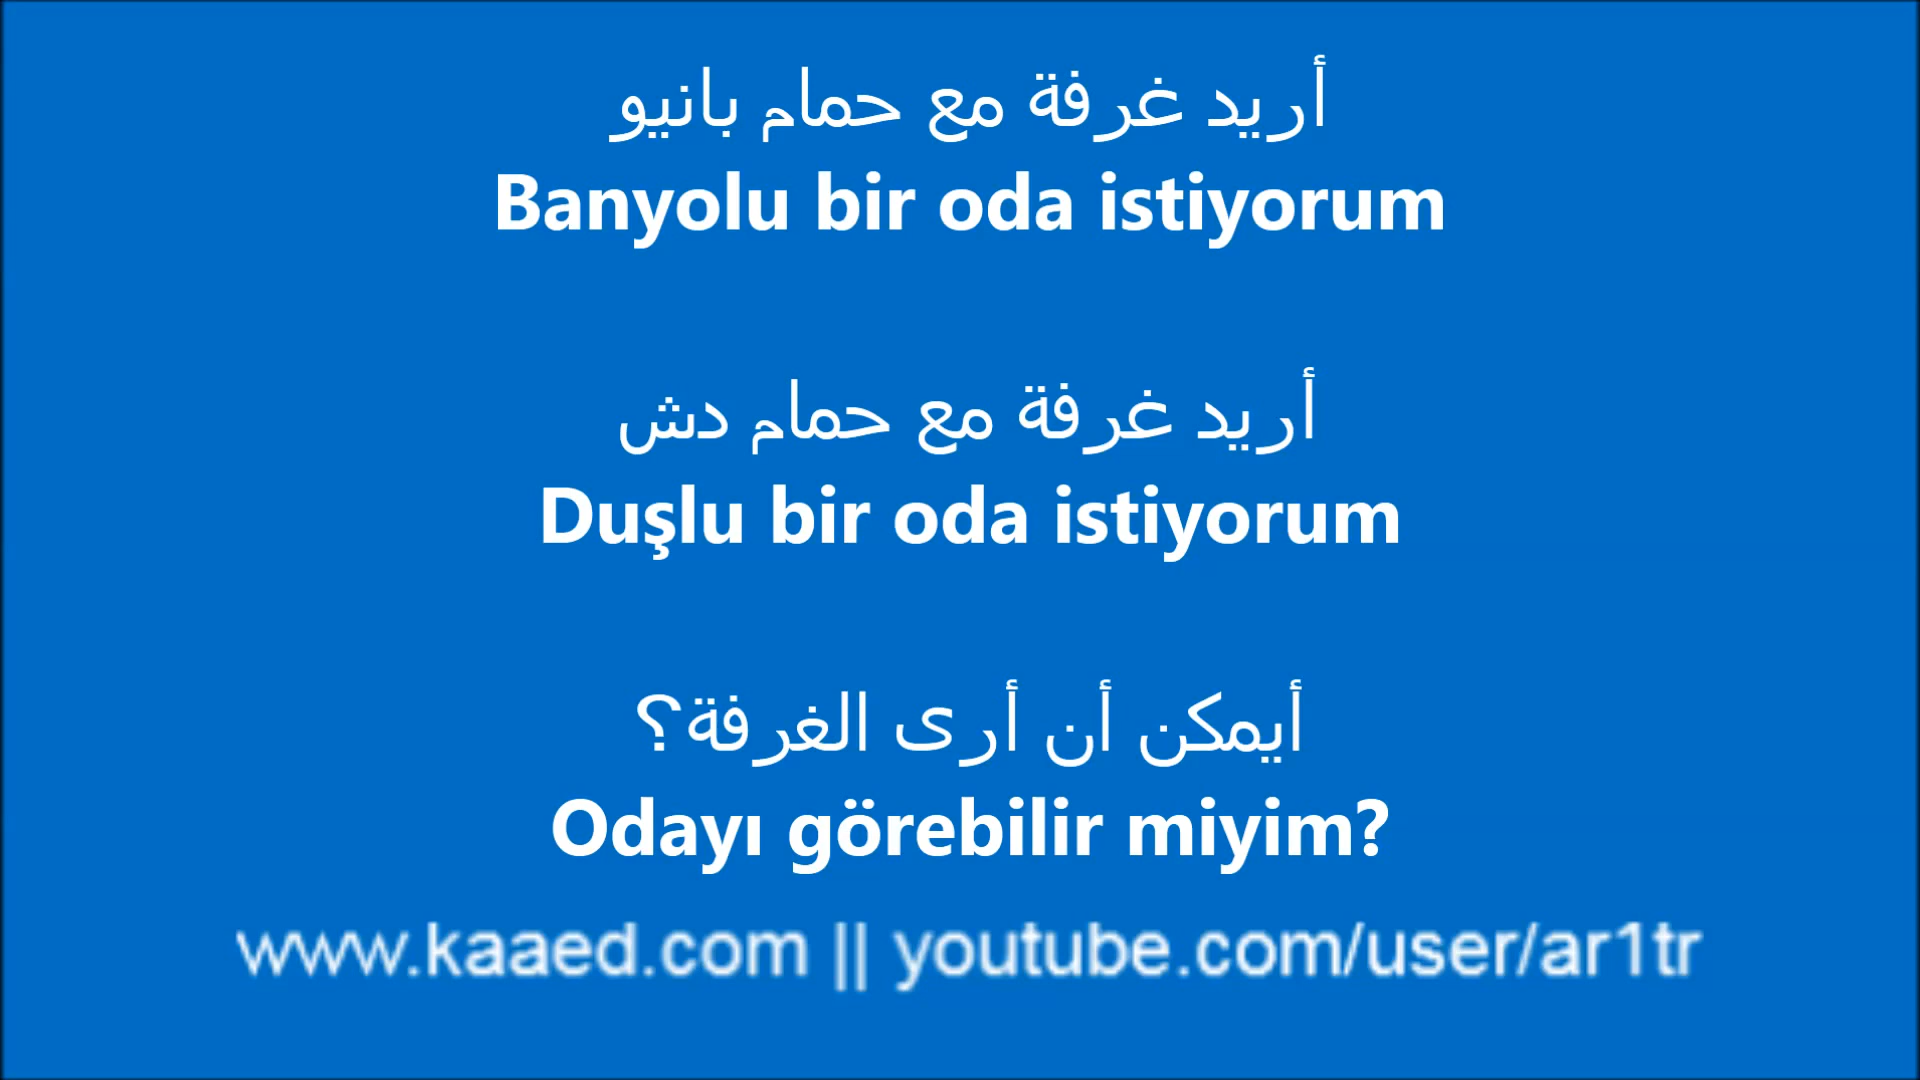 أريد غرفة مع حمام بانيو
Banyolu bir oda istiyorum
أريد غرفة مع حمام دش
Duşlu bir oda istiyorum
أيمكن أن أرى الغرفة؟
Odayı görebilir miyim?
www.kaaed.com || youtube.com/user/ar1tr